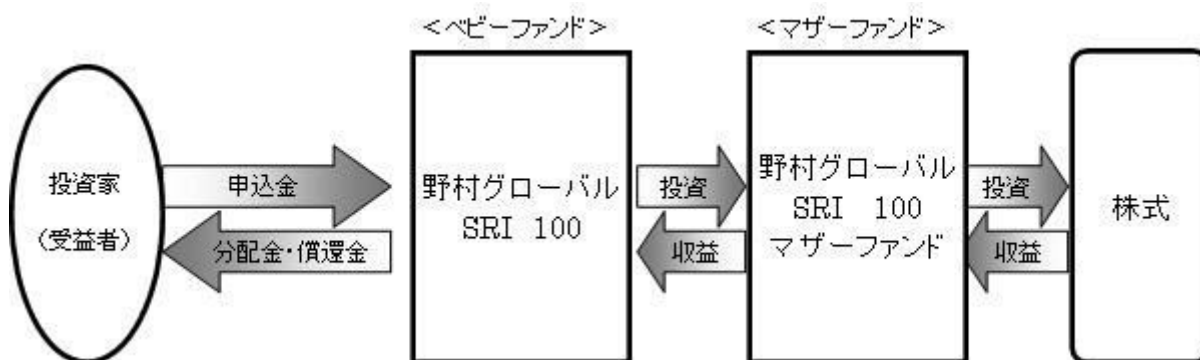 <ベビーファンド>
<マザーファンド>
投資家
(受益者)
申込金
分配金・償還金
野村グローバル
SRI 100
投資
収益
野村グローバル
SRI 100
マザーファンド
投資
収益
株式